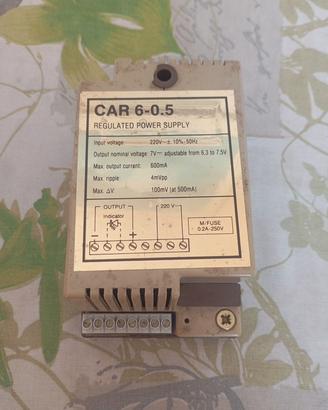 CAR 6-0.5
REGULATED POWER SUPPLY
Input voltage 220V~± 10%; 50Hz
Output nominal voltage: 7V⎓ adjustable from 6.3 to 7.5V
Max. output current: 600mA
Max. ripple 4mVpp
Max. ΔV 100mV (at 500mA)
OUTPUT 220 V~
Indicator
− +
M/FUSE
0.2A-250V